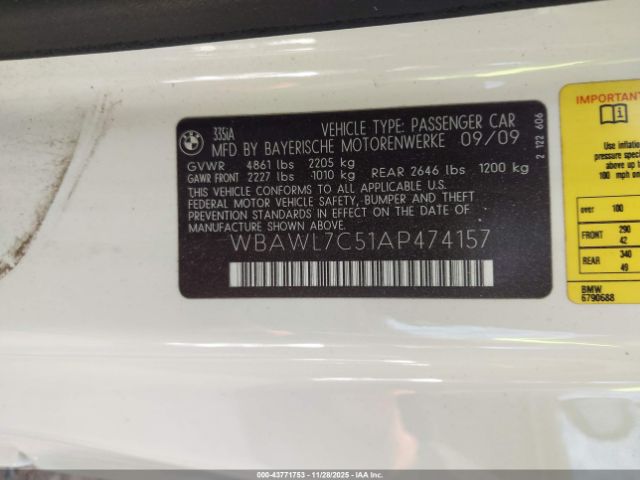 BMW
335iA
VEHICLE TYPE: PASSENGER CAR
MFD BY BAYERISCHE MOTORENWERKE 09/09
GVWR 4861 lbs 2205 kg
GAWR FRONT 2227 lbs 1010 kg REAR 2646 lbs 1200 kg
THIS VEHICLE CONFORMS TO ALL APPLICABLE U.S.
FEDERAL MOTOR VEHICLE SAFETY, BUMPER AND THEFT
PREVENTION STANDARDS IN EFFECT ON THE DATE OF
MANUFACTURE SHOWN ABOVE.
WBAWL7C51AP474157
2 122 606
IMPORTANT
Use inflation
pressure spec
above
100 mph on
over 100
FRONT 290
42
REAR 340
49
BMW
6790688
000-43771753 - 11/28/2025 - IAA Inc.